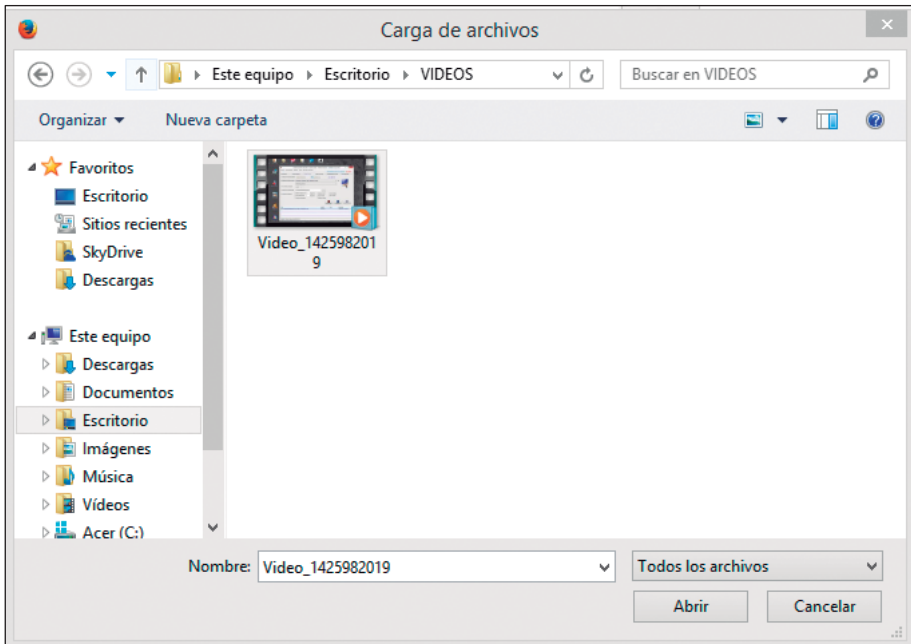 Carga de archivos
Este equipo Escritorio VIDEOS
Buscar en VIDEOS
Organizar
Nueva carpeta
Favoritos
Escritorio
Sitios recientes
SkyDrive
Descargas
Este equipo
Descargas
Documentos
Escritorio
Imágenes
Música
Vídeos
Acer (C:)
Video_142598201
9
Nombre: Video_1425982019
Todos los archivos
Abrir
Cancelar